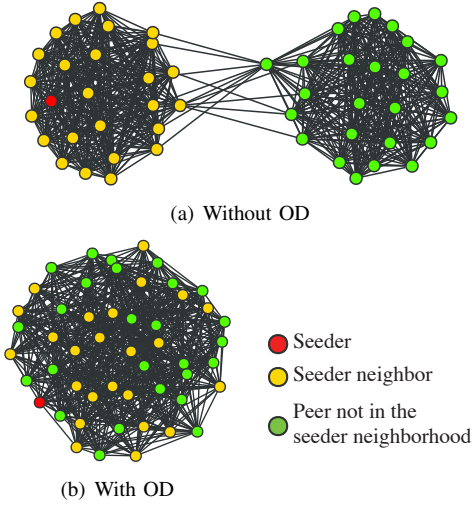 (a) Without OD
Seeder
Seeder neighbor
Peer not in the
seeder neighborhood
(b) With OD